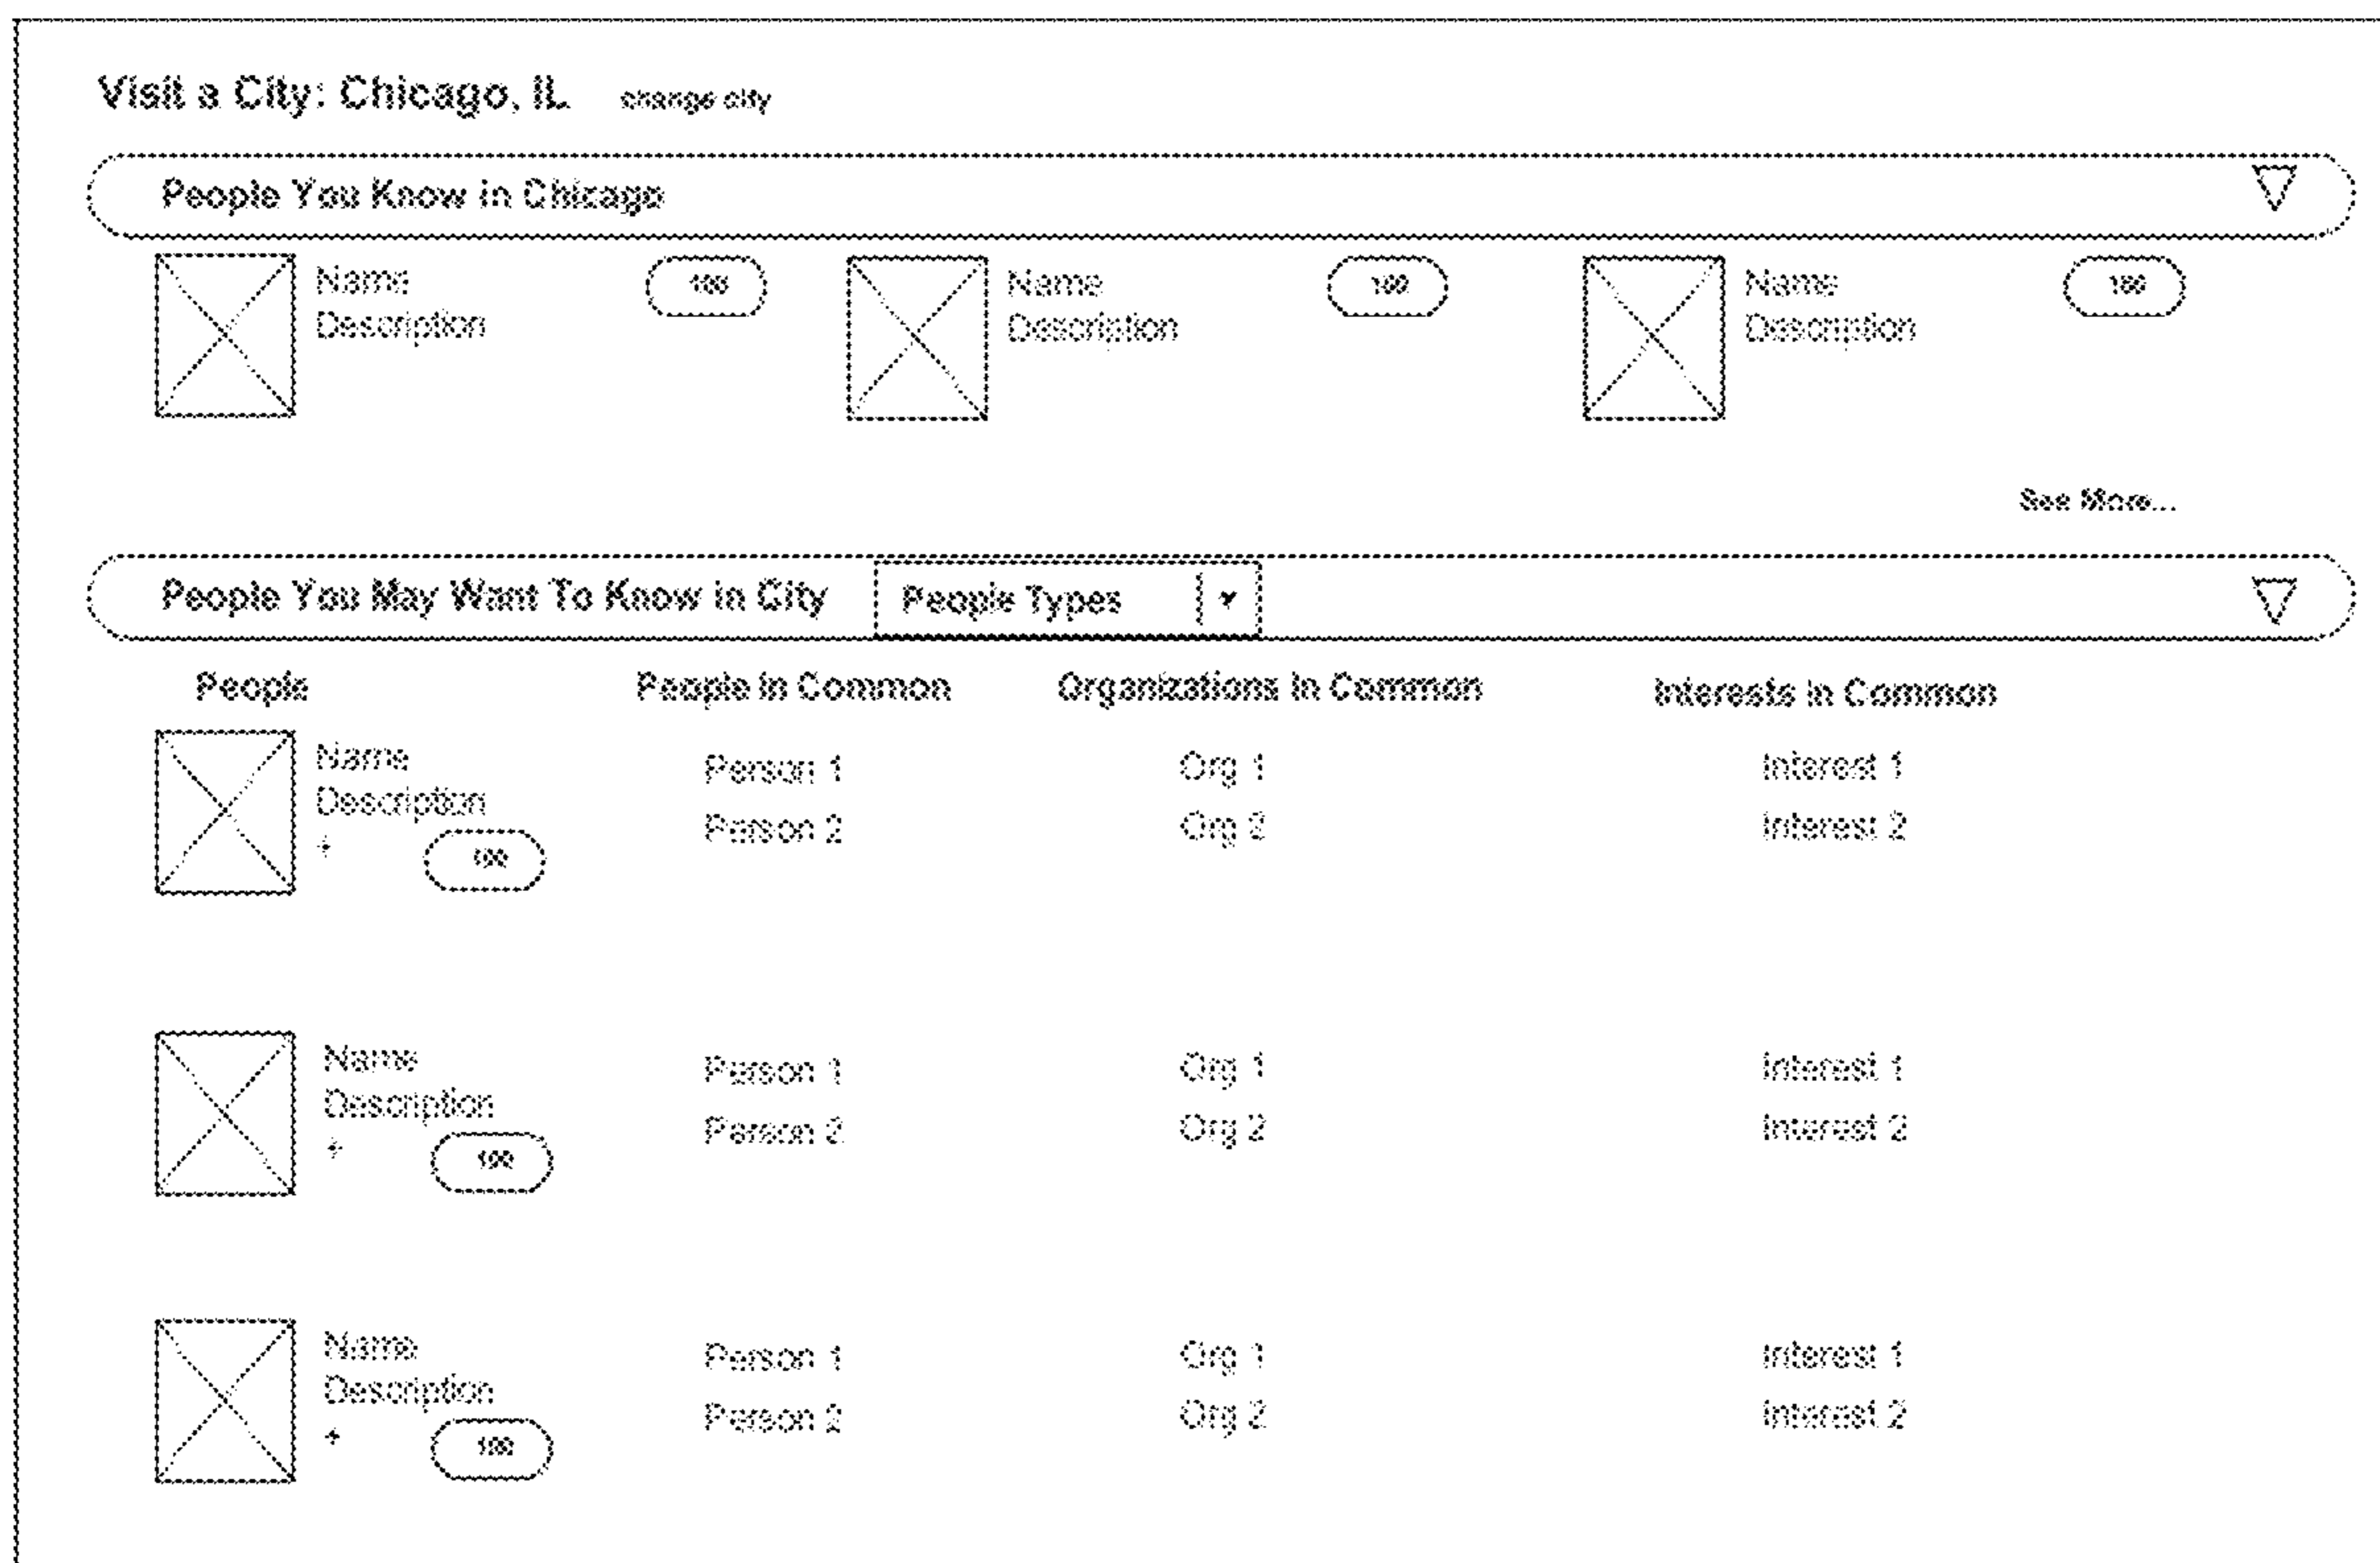 Visit a City: Chicago, IL change city
People You Know in Chicago
Name 100 Name 100 Name 100
Description Description Description
See More...
People You May Want To Know in City People Types
People People In Common Organizations In Common Interests In Common
Name Person 1 Org 1 Interest 1
Description
+ 100 Person 2 Org 2 Interest 2
Name Person 1 Org 1 Interest 1
Description
+ 100 Person 2 Org 2 Interest 2
Name Person 1 Org 1 Interest 1
Description
+ 100 Person 2 Org 2 Interest 2